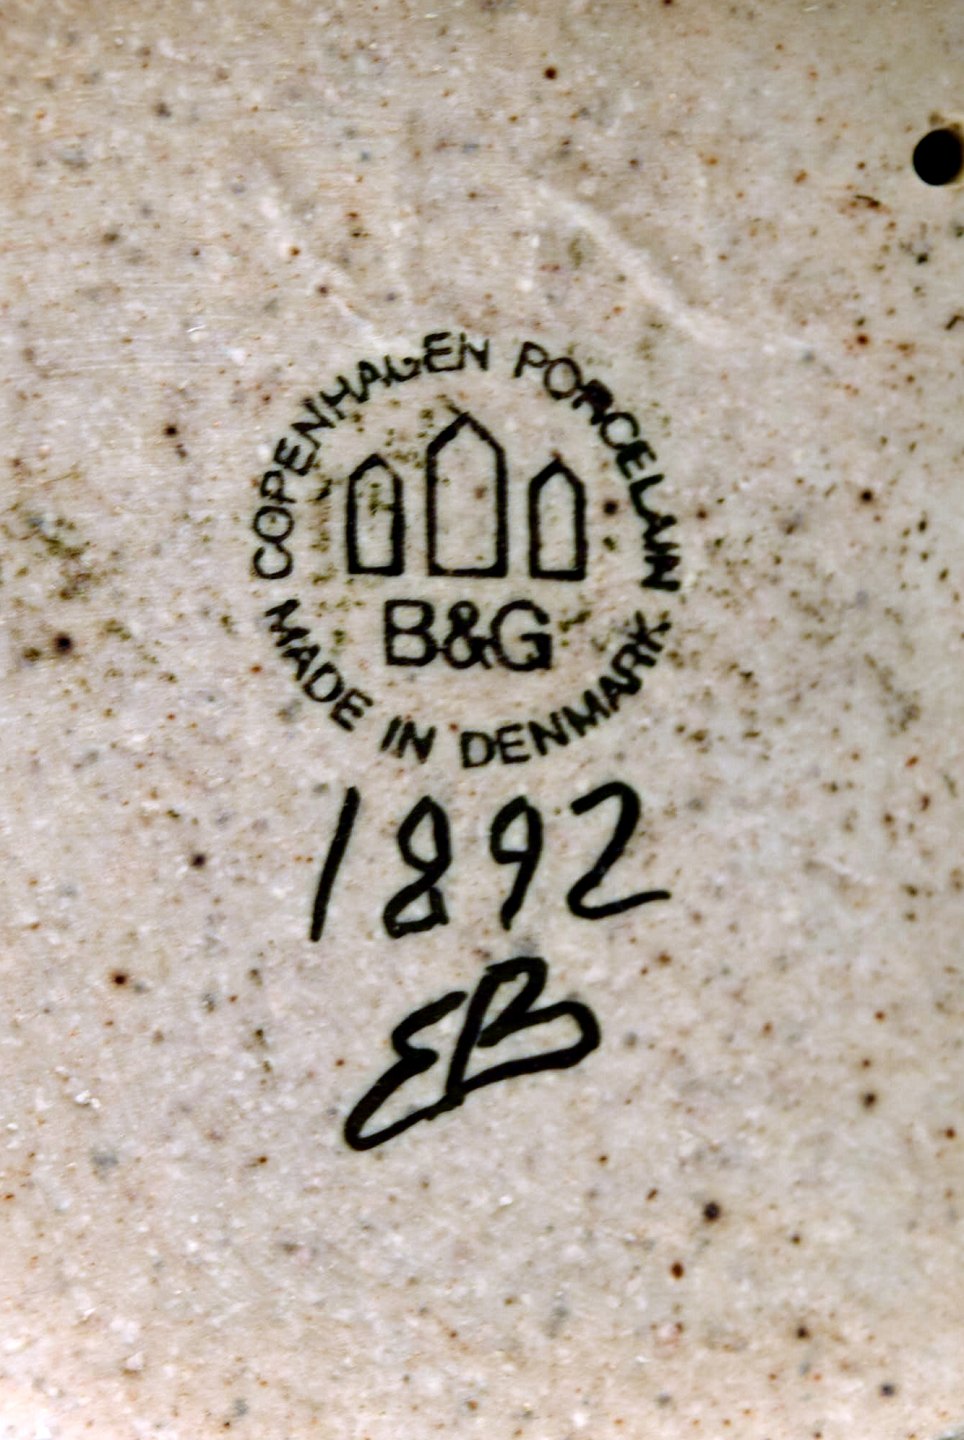 COPENHAGEN PORCELAIN
B&G
MADE IN DENMARK
1892
EB